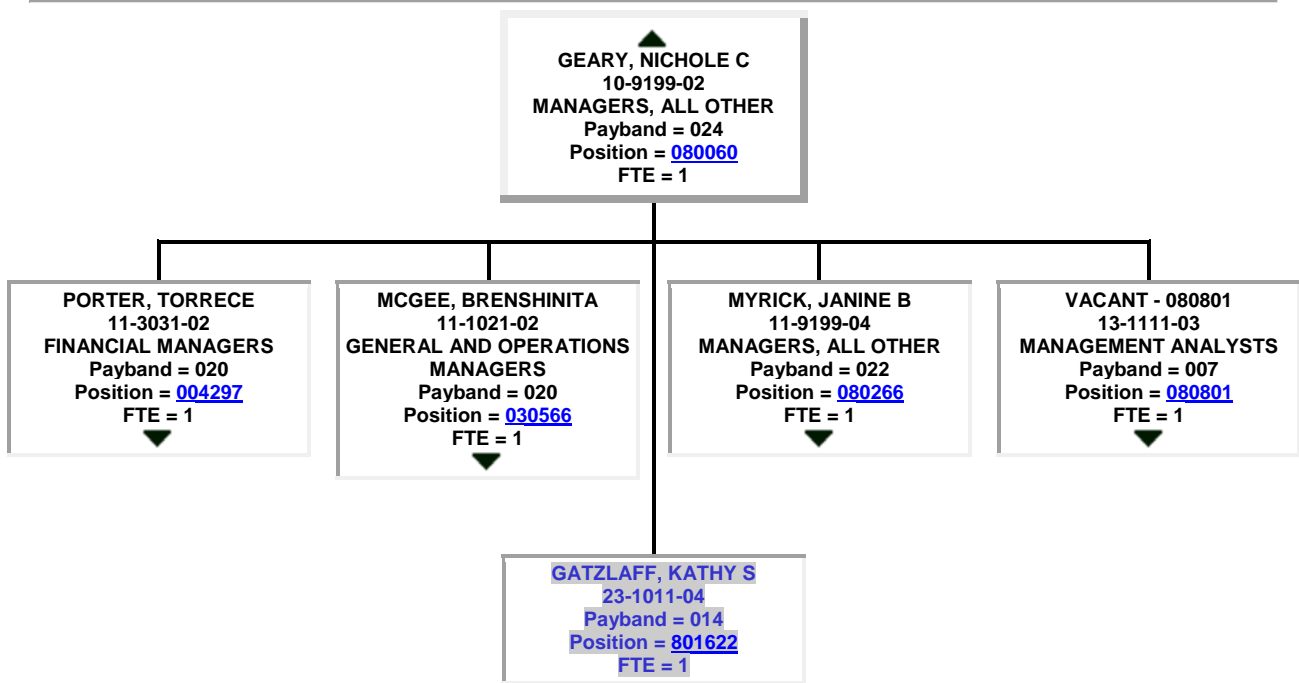 GEARY, NICHOLE C
10-9199-02
MANAGERS, ALL OTHER
Payband = 024
Position = 080060
FTE = 1
PORTER, TORRECE
11-3031-02
FINANCIAL MANAGERS
Payband = 020
Position = 004297
FTE = 1
MCGEE, BRENSHINITA
11-1021-02
GENERAL AND OPERATIONS
MANAGERS
Payband = 020
Position = 030566
FTE = 1
MYRICK, JANINE B
11-9199-04
MANAGERS, ALL OTHER
Payband = 022
Position = 080266
FTE = 1
VACANT - 080801
13-1111-03
MANAGEMENT ANALYSTS
Payband = 007
Position = 080801
FTE = 1
GATZLAFF, KATHY S
23-1011-04
Payband = 014
Position = 801622
FTE = 1